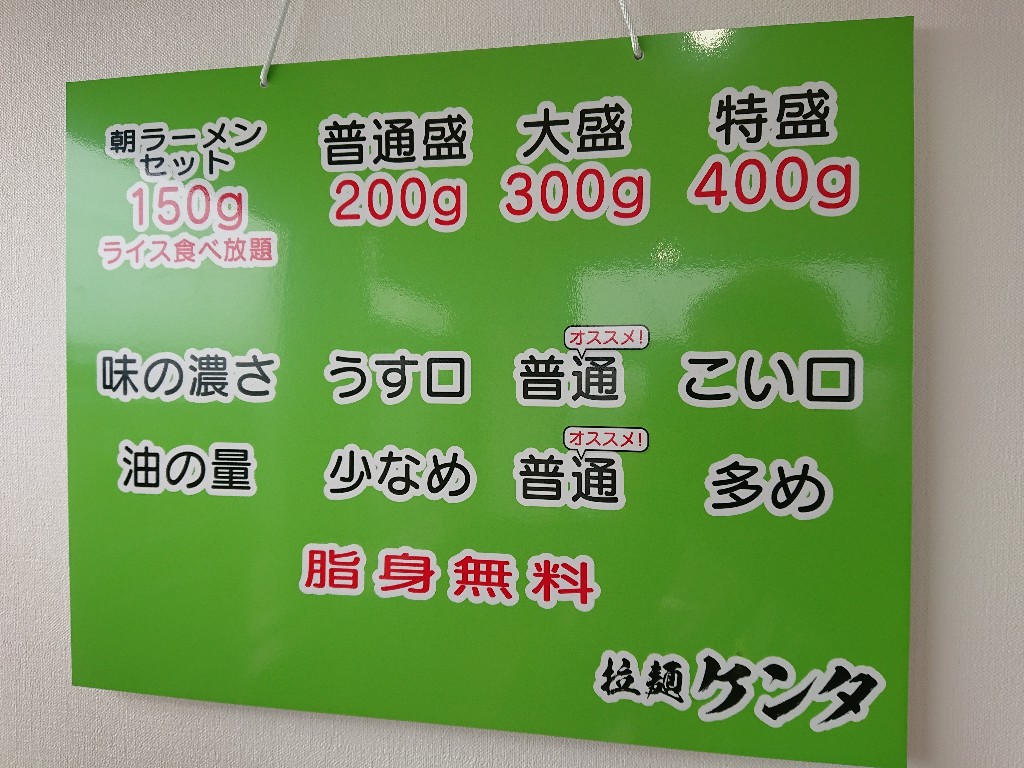 朝ラーメン
セット
150g
ライス食べ放題
普通盛
200g
大盛
300g
特盛
400g
味の濃さ うす口 普通 こい口
オススメ!
油の量 少なめ 普通 多め
オススメ!
脂身無料
拉麺ケンタ